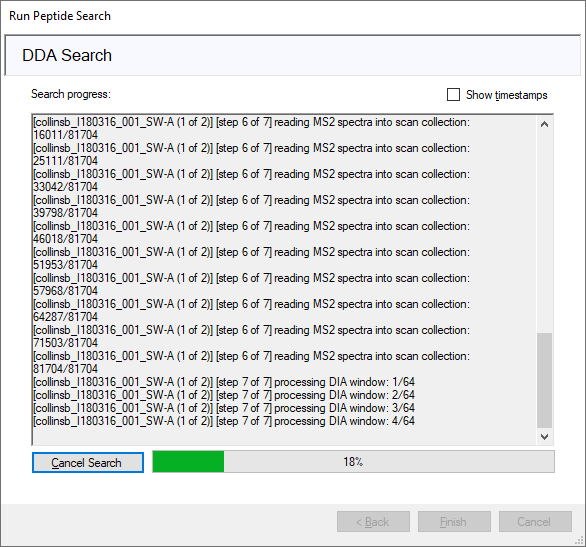 Run Peptide Search
DDA Search
Search progress:
Show timestamps
[collinsb_I180316_001_SW-A (1 of 2)] [step 6 of 7] reading MS2 spectra into scan collection:
16011/81704
[collinsb_I180316_001_SW-A (1 of 2)] [step 6 of 7] reading MS2 spectra into scan collection:
25111/81704
[collinsb_I180316_001_SW-A (1 of 2)] [step 6 of 7] reading MS2 spectra into scan collection:
33042/81704
[collinsb_I180316_001_SW-A (1 of 2)] [step 6 of 7] reading MS2 spectra into scan collection:
39798/81704
[collinsb_I180316_001_SW-A (1 of 2)] [step 6 of 7] reading MS2 spectra into scan collection:
46018/81704
[collinsb_I180316_001_SW-A (1 of 2)] [step 6 of 7] reading MS2 spectra into scan collection:
51953/81704
[collinsb_I180316_001_SW-A (1 of 2)] [step 6 of 7] reading MS2 spectra into scan collection:
57968/81704
[collinsb_I180316_001_SW-A (1 of 2)] [step 6 of 7] reading MS2 spectra into scan collection:
64287/81704
[collinsb_I180316_001_SW-A (1 of 2)] [step 6 of 7] reading MS2 spectra into scan collection:
71503/81704
[collinsb_I180316_001_SW-A (1 of 2)] [step 6 of 7] reading MS2 spectra into scan collection:
81704/81704
[collinsb_I180316_001_SW-A (1 of 2)] [step 7 of 7] processing DIA window: 1/64
[collinsb_I180316_001_SW-A (1 of 2)] [step 7 of 7] processing DIA window: 2/64
[collinsb_I180316_001_SW-A (1 of 2)] [step 7 of 7] processing DIA window: 3/64
[collinsb_I180316_001_SW-A (1 of 2)] [step 7 of 7] processing DIA window: 4/64
Cancel Search
18%
< Back
Finish
Cancel